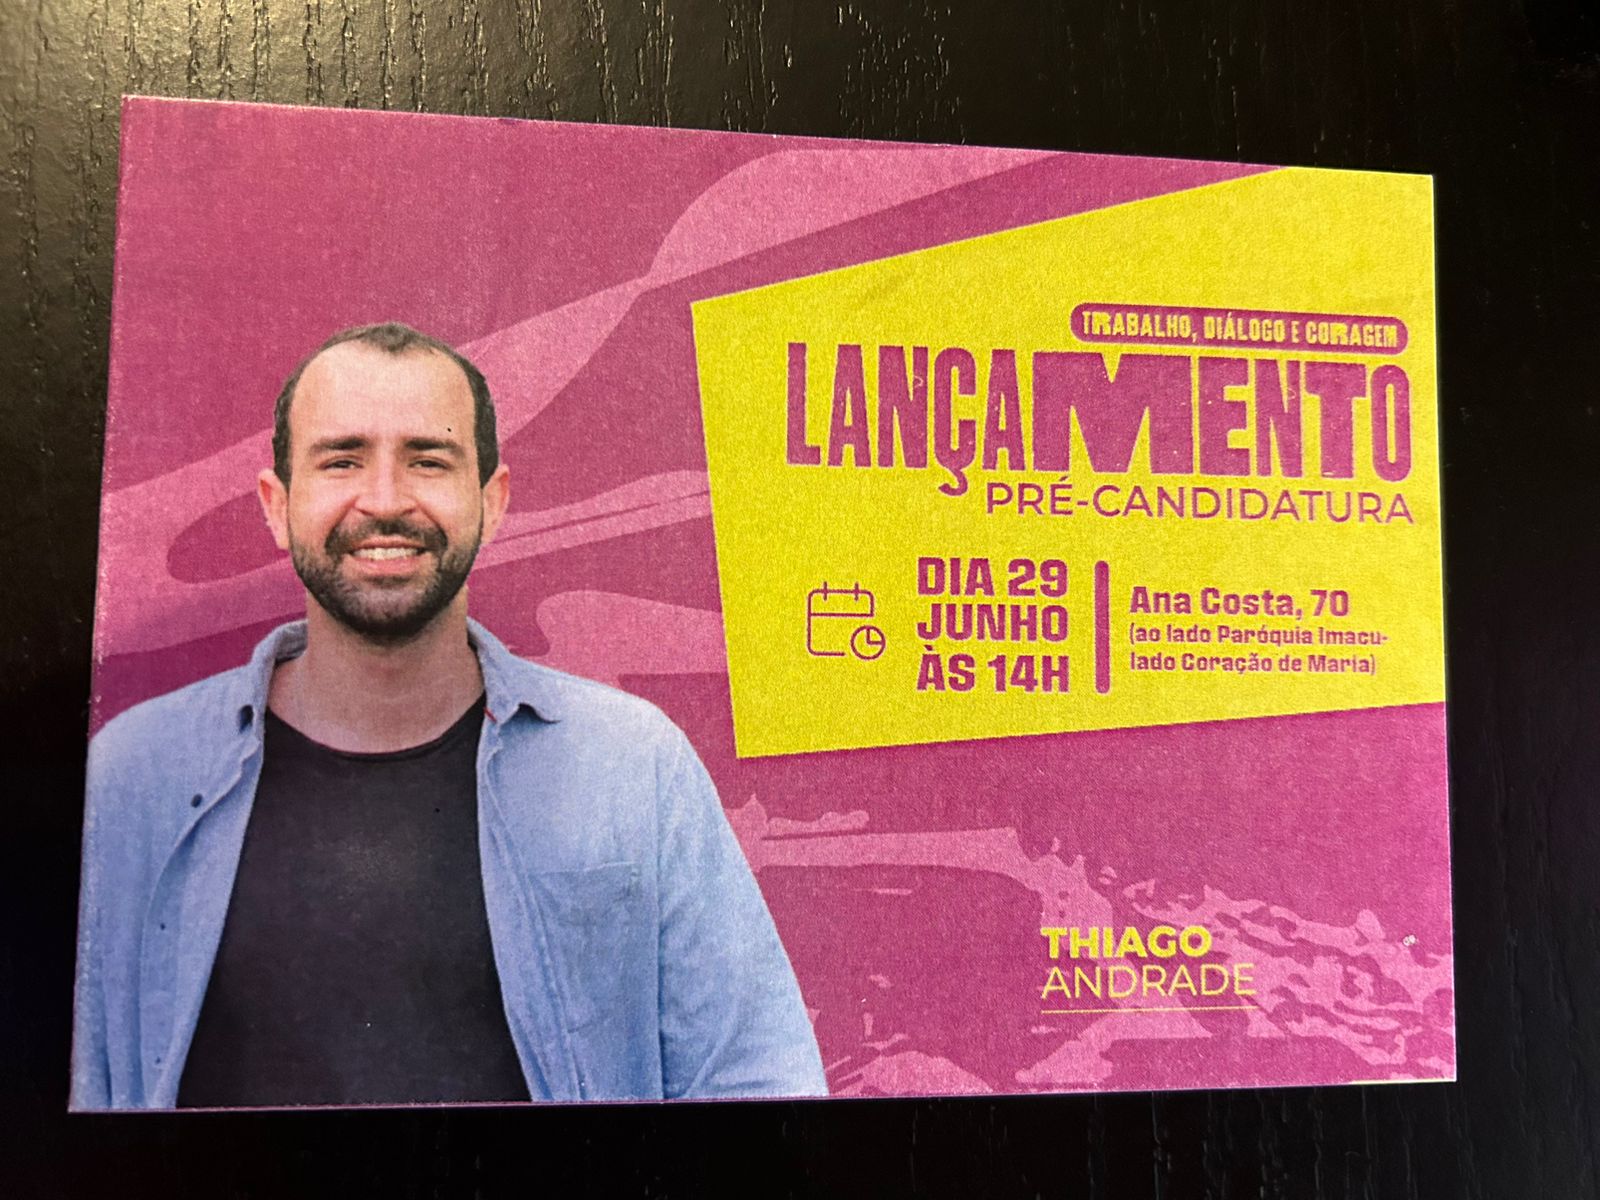 TRABALHO, DIÁLOGO E CORAGEM
LANÇAMENTO
PRÉ-CANDIDATURA
DIA 29
JUNHO
ÀS 14H
Ana Costa, 70
(ao lado Paróquia Imacu-
lado Coração de Maria)
THIAGO
ANDRADE